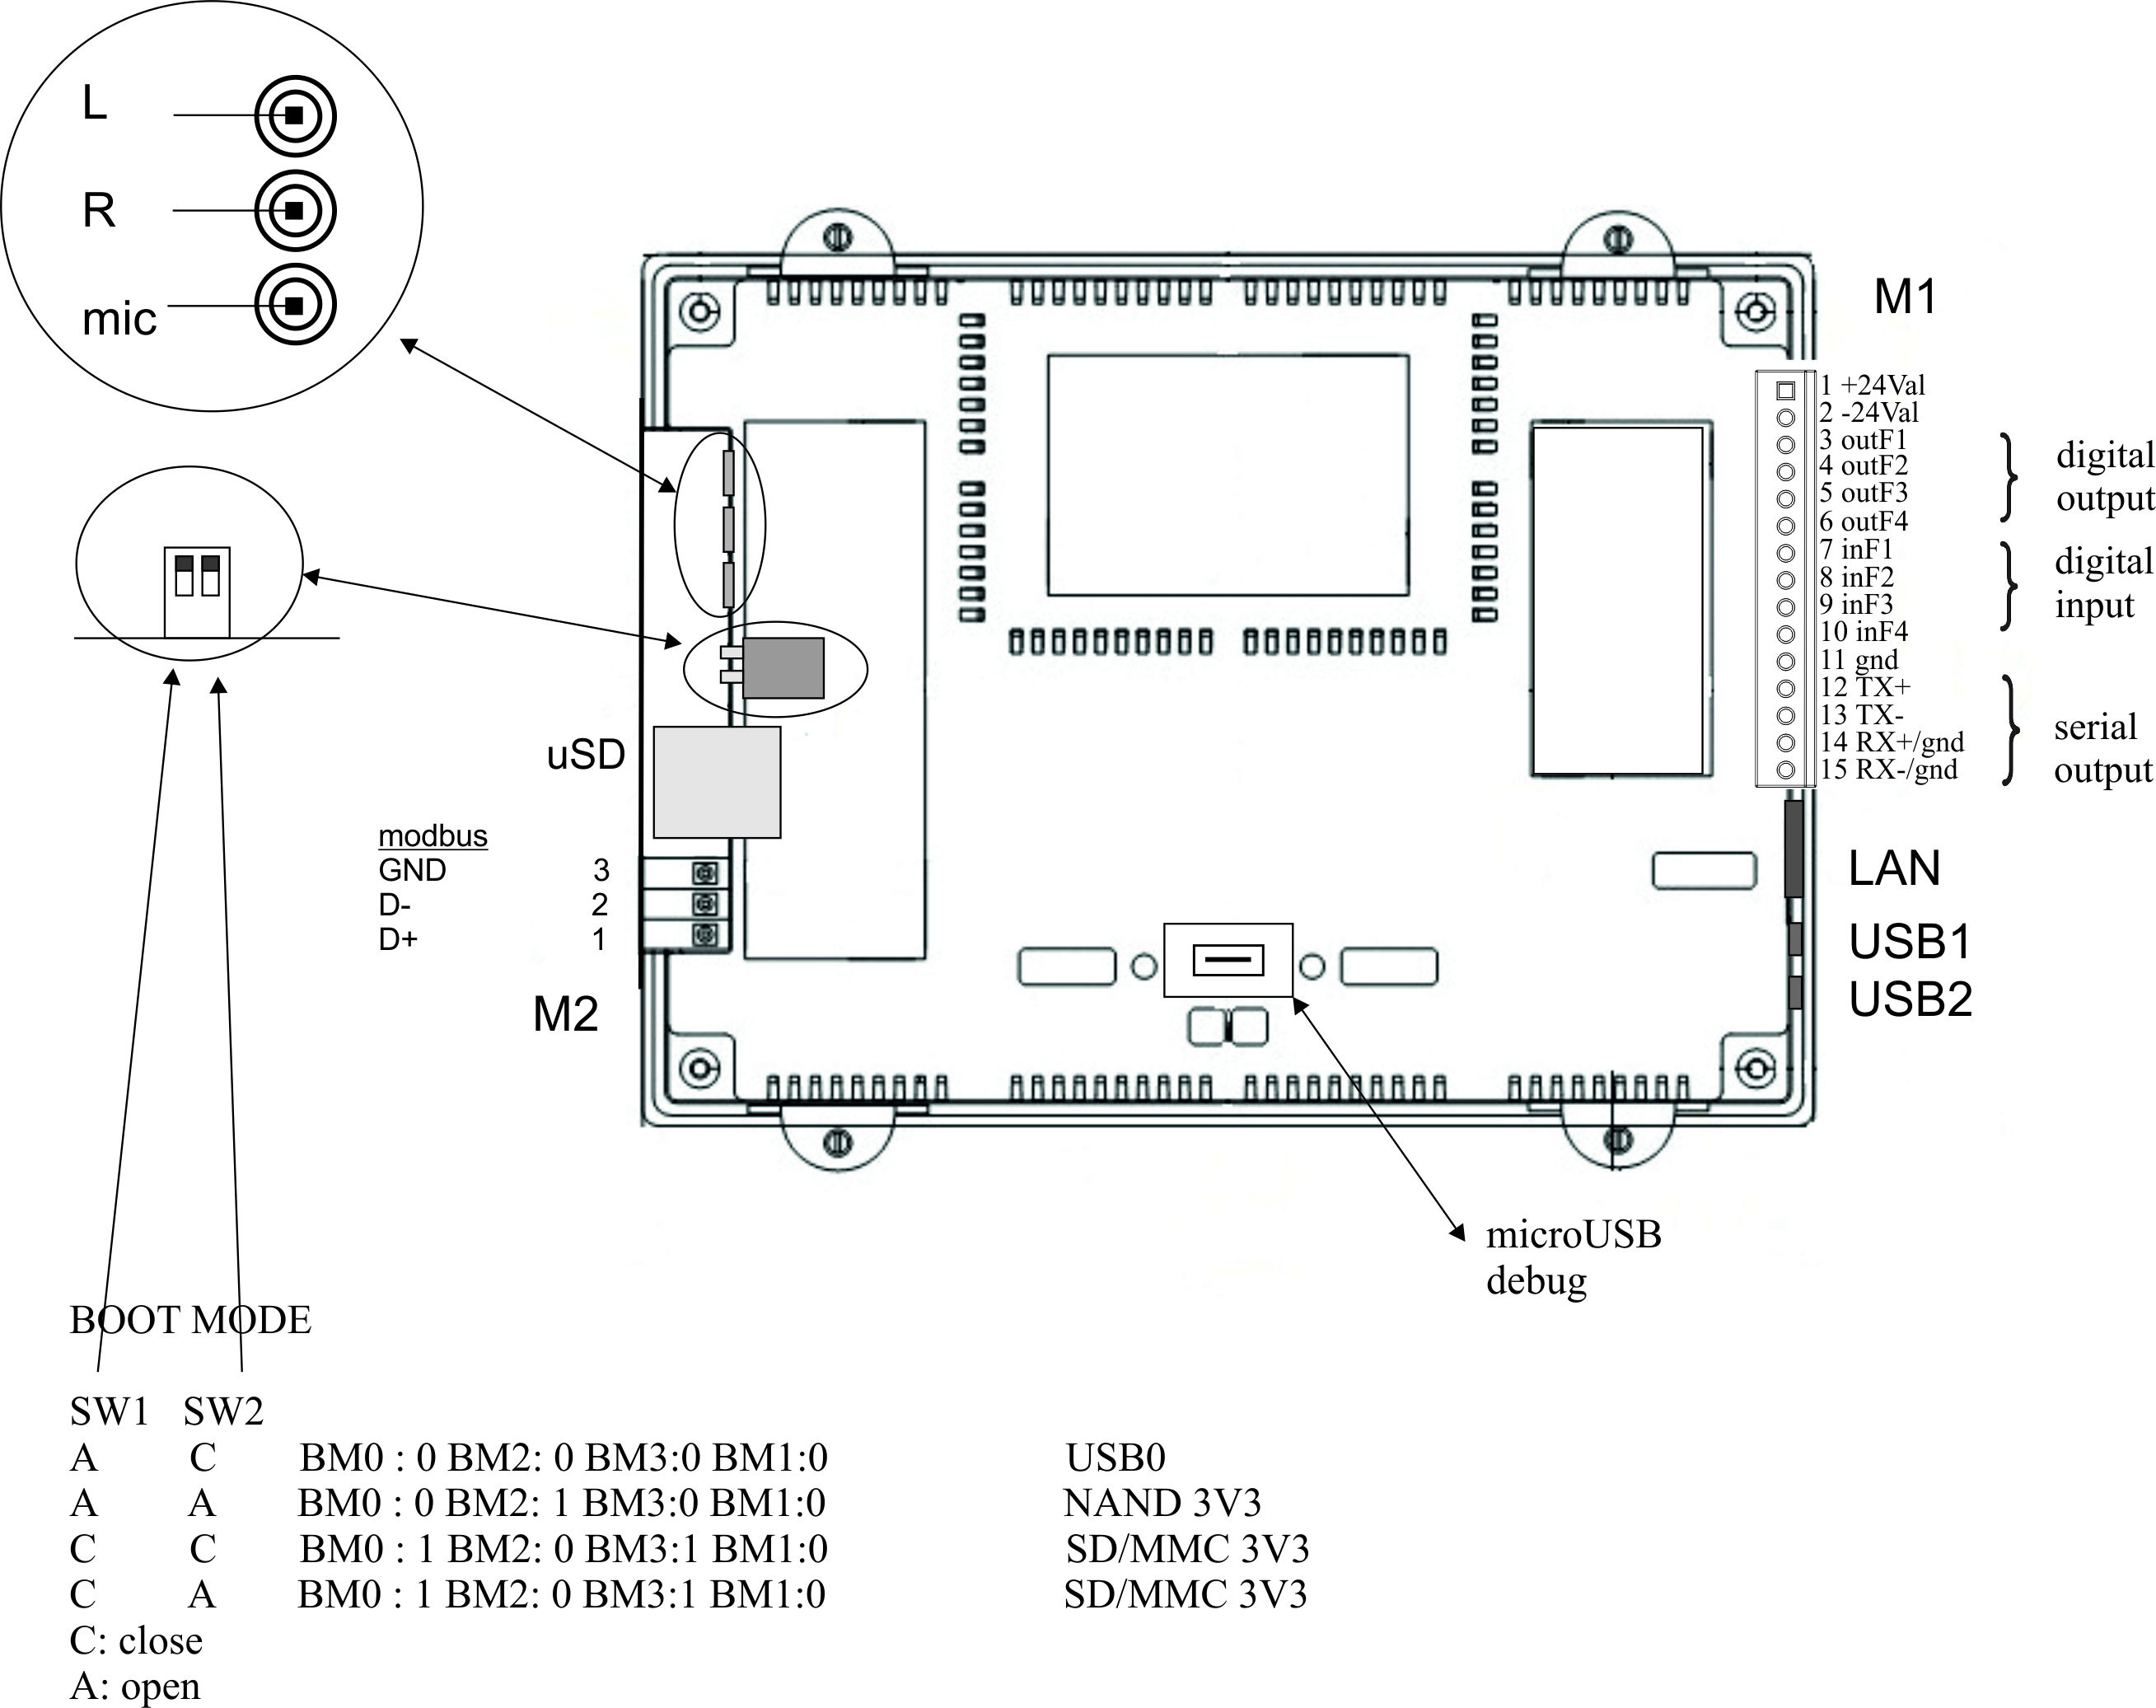 L
R
mic
M1
1 +24Val
2 -24Val
3 outF1
4 outF2
5 outF3
6 outF4
7 inF1
8 inF2
9 inF3
10 inF4
11 gnd
12 TX+
13 TX-
14 RX+/gnd
15 RX-/gnd
digital
output
digital
input
serial
output
uSD
modbus
GND 3
D- 2
D+ 1
M2
LAN
USB1
USB2
microUSB
debug
BOOT MODE
SW1 SW2
A C BM0 : 0 BM2: 0 BM3:0 BM1:0 USB0
A A BM0 : 0 BM2: 1 BM3:0 BM1:0 NAND 3V3
C C BM0 : 1 BM2: 0 BM3:1 BM1:0 SD/MMC 3V3
C A BM0 : 1 BM2: 0 BM3:1 BM1:0 SD/MMC 3V3
C: close
A: open